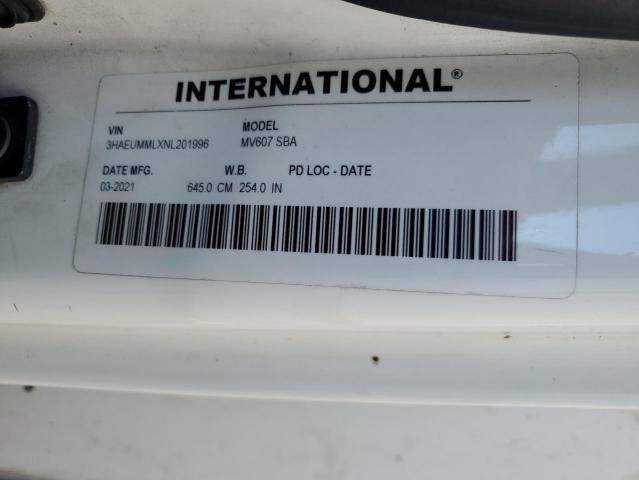 INTERNATIONAL®
VIN MODEL
3HAEUMMLXNL201996 MV607 SBA
DATE MFG. W.B. PD LOC - DATE
03-2021 645.0 CM 254.0 IN